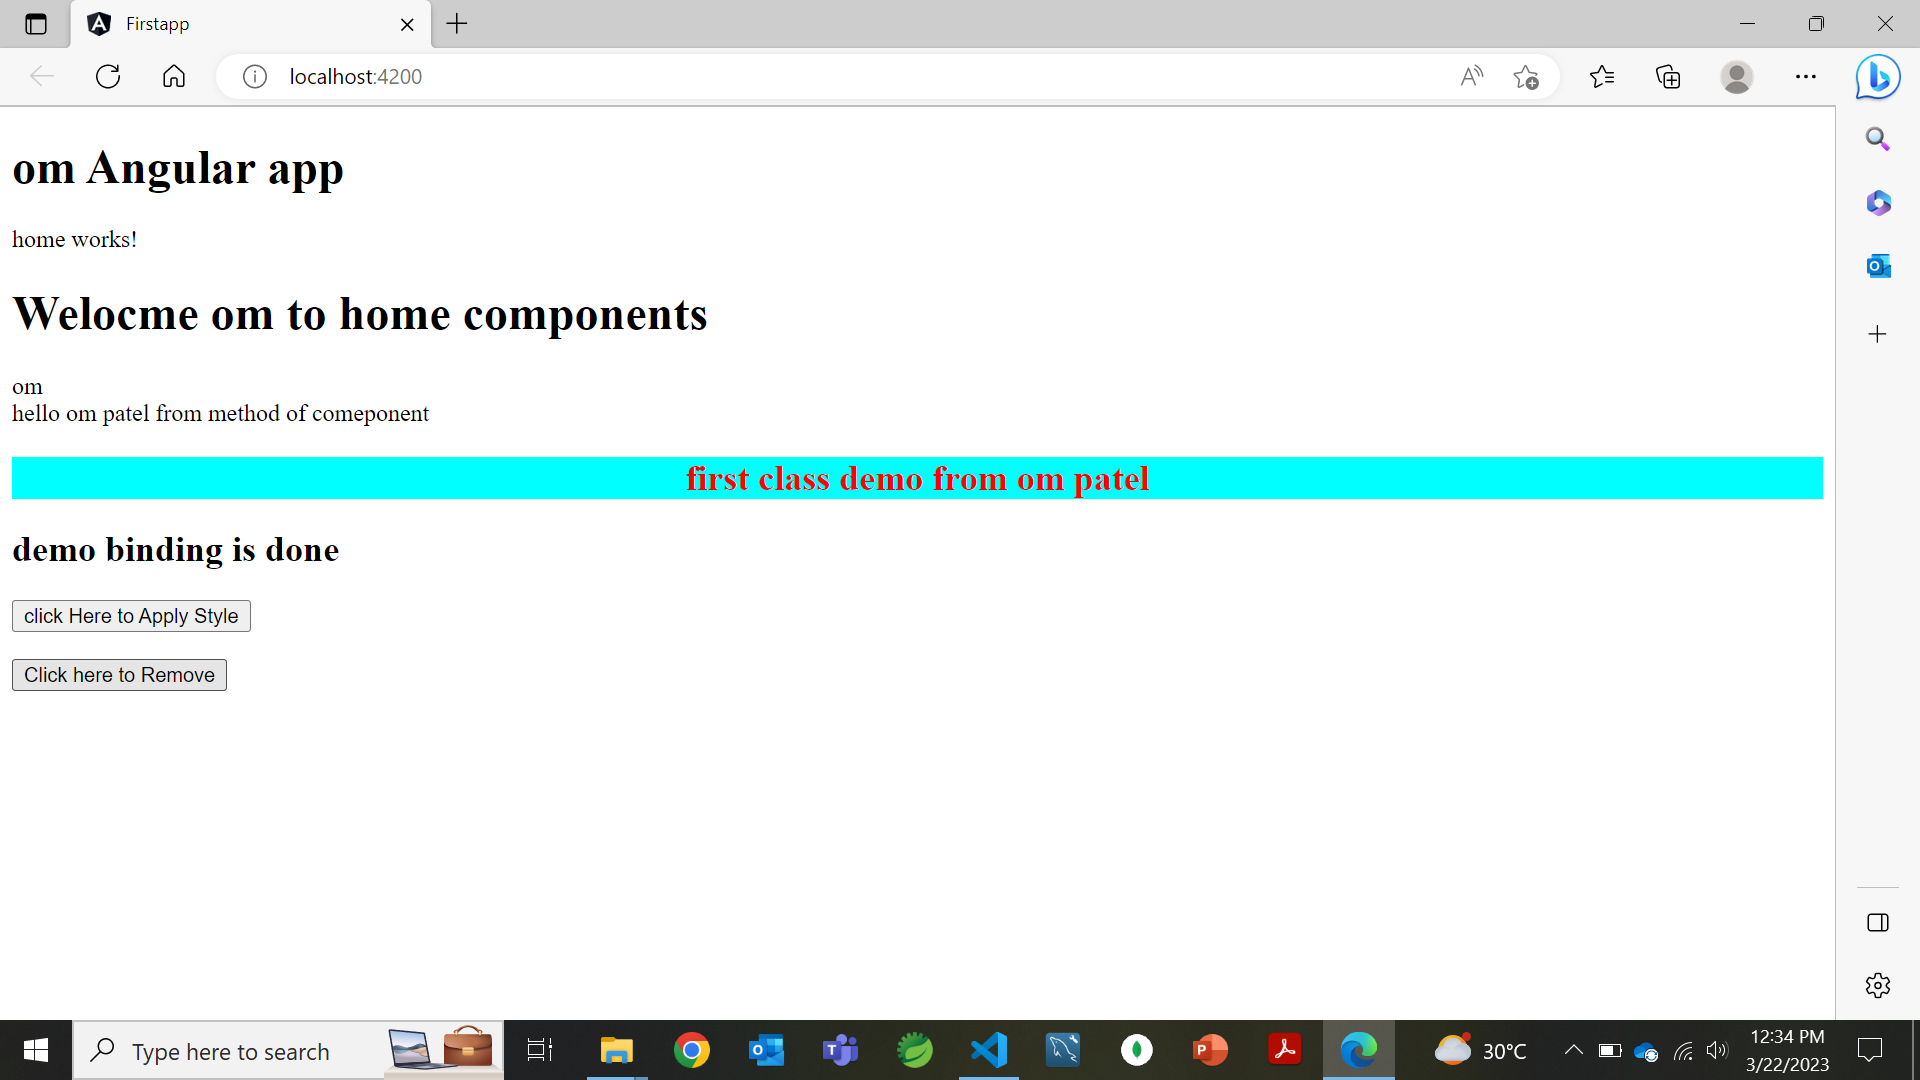 Firstapp
localhost:4200
om Angular app
home works!
Welocme om to home components
om
hello om patel from method of comeponent
first class demo from om patel
demo binding is done
click Here to Apply Style
Click here to Remove
Type here to search
30°C
12:34 PM
3/22/2023